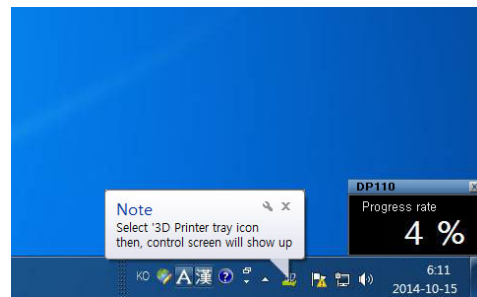 DP110
Progress rate
4 %
Note
Select '3D Printer tray icon
then, control screen will show up
KO A 漢 ?
6:11
2014-10-15